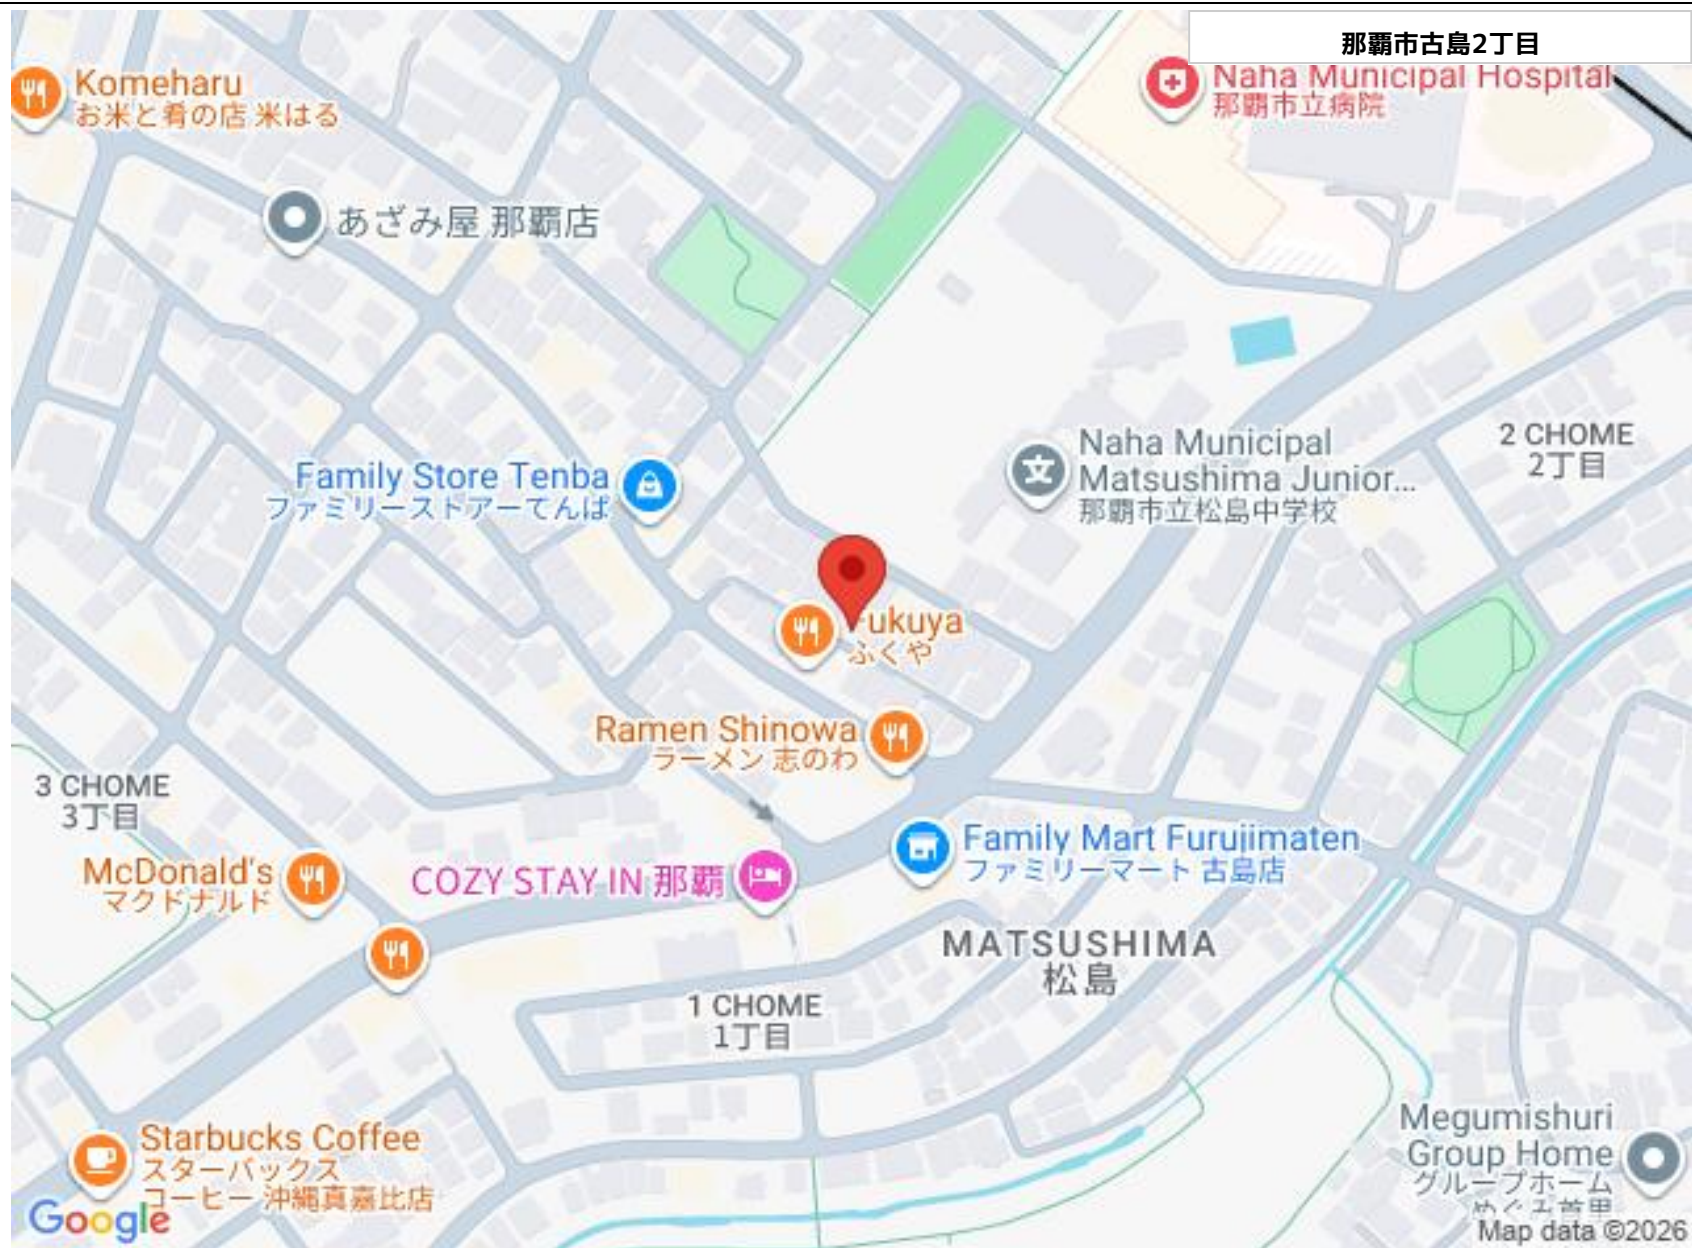 那覇市古島2丁目
Komeharu
お米と肴の店 米はる
Naha Municipal Hospital
那覇市立病院
あざみ屋 那覇店
Naha Municipal
Matsushima Junior...
那覇市立松島中学校
2 CHOME
2丁目
Family Store Tenba
ファミリーストアーてんば
ukuya
ふくや
Ramen Shinowa
ラーメン 志のわ
3 CHOME
3丁目
McDonald's
マクドナルド
COZY STAY IN 那覇
Family Mart Furujimaten
ファミリーマート 古島店
MATSUSHIMA
松島
1 CHOME
1丁目
Starbucks Coffee
スターバックス
コーヒー 沖縄真嘉比店
Megumishuri
Group Home
グループホーム
めぐみ首里
Google
Map data ©2026